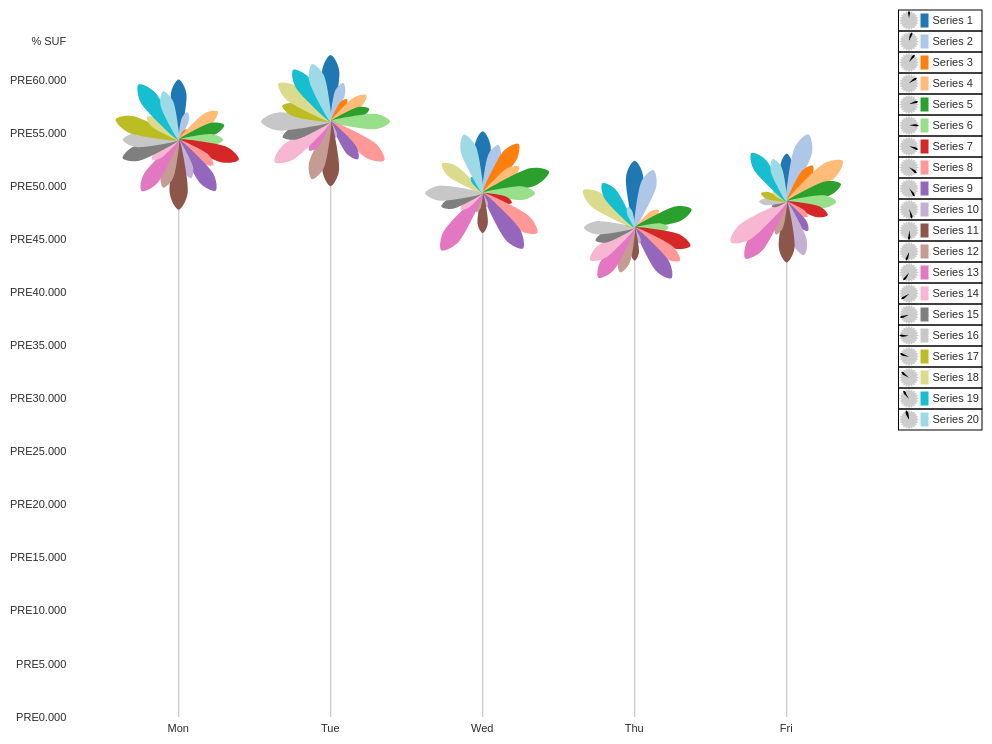 % SUF
PRE60.000
PRE55.000
PRE50.000
PRE45.000
PRE40.000
PRE35.000
PRE30.000
PRE25.000
PRE20.000
PRE15.000
PRE10.000
PRE5.000
PRE0.000
Mon Tue Wed Thu Fri
Series 1
Series 2
Series 3
Series 4
Series 5
Series 6
Series 7
Series 8
Series 9
Series 10
Series 11
Series 12
Series 13
Series 14
Series 15
Series 16
Series 17
Series 18
Series 19
Series 20